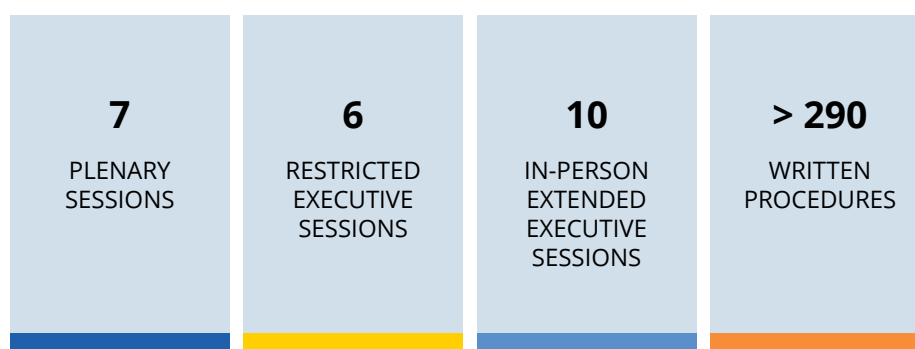 7
PLENARY
SESSIONS
6
RESTRICTED
EXECUTIVE
SESSIONS
10
IN-PERSON
EXTENDED
EXECUTIVE
SESSIONS
> 290
WRITTEN
PROCEDURES